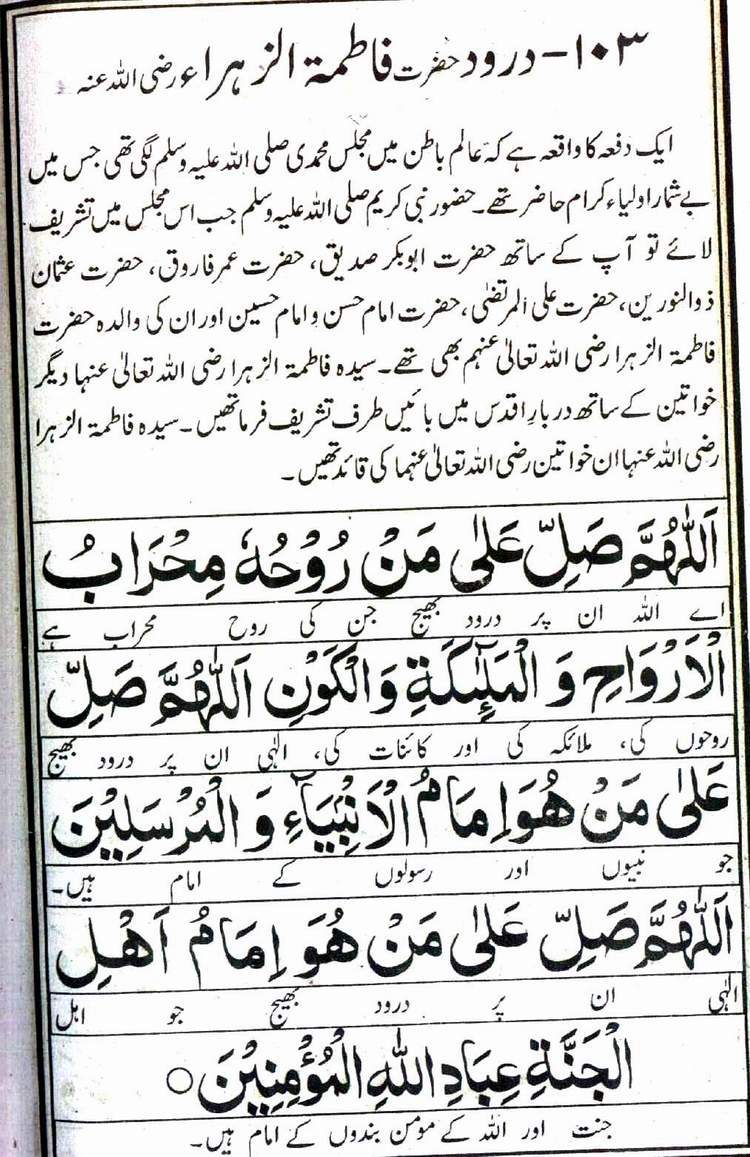 ۱۰۳- درود حضرت فاطمۃ الزہراء رضی اللہ عنہ
ایک دفعہ کا واقعہ ہے کہ عالم باطن میں مجلس محمدی صلی اللہ علیہ وسلم لگی تھی جس میں
بے شمار اولیاء کرام حاضر تھے۔ حضور نبی کریم صلی اللہ علیہ وسلم جب اس مجلس میں تشریف
لائے تو آپ کے ساتھ حضرت ابوبکر صدیق، حضرت عمر فاروق، حضرت عثمان
ذوالنورین، حضرت علی المرتضٰی، حضرت امام حسن و امام حسین اور ان کی والدہ حضرت
فاطمۃ الزہرا رضی اللہ تعالیٰ عنہم بھی تھے۔ سیدہ فاطمۃ الزہرا رضی اللہ تعالیٰ عنہا دیگر
خواتین کے ساتھ دربارِ اقدس میں بائیں طرف تشریف فرما تھیں۔ سیدہ فاطمۃ الزہرا
رضی اللہ عنہا ان خواتین رضی اللہ تعالیٰ عنہما کی قائد تھیں۔
اَللّٰهُمَّ صَلِّ عَلٰى مَنْ رُوْحُهٗ مِحْرَابُ
اے اللہ ان پر درود بھیج جن کی روح محراب ہے
الْاَرْوَاحِ وَ الْمَلٰٓئِكَةِ وَالْكَوْنِ اَللّٰهُمَّ صَلِّ
روحوں کی، ملائکہ کی اور کائنات کی، الٰہی ان پر درود بھیج
عَلٰى مَنْ هُوَ اِمَامُ الْاَنْبِيَآءِ وَ الْمُرْسَلِيْنَ
جو نبیوں اور رسولوں کے امام ہیں۔
اَللّٰهُمَّ صَلِّ عَلٰى مَنْ هُوَ اِمَامُ اَهْلِ
الٰہی ان پر درود بھیج جو اہل
الْجَنَّةِ عِبَادِ اللّٰهِ الْمُؤْمِنِيْنَ ○
جنت اور اللہ کے مومن بندوں کے امام ہیں۔